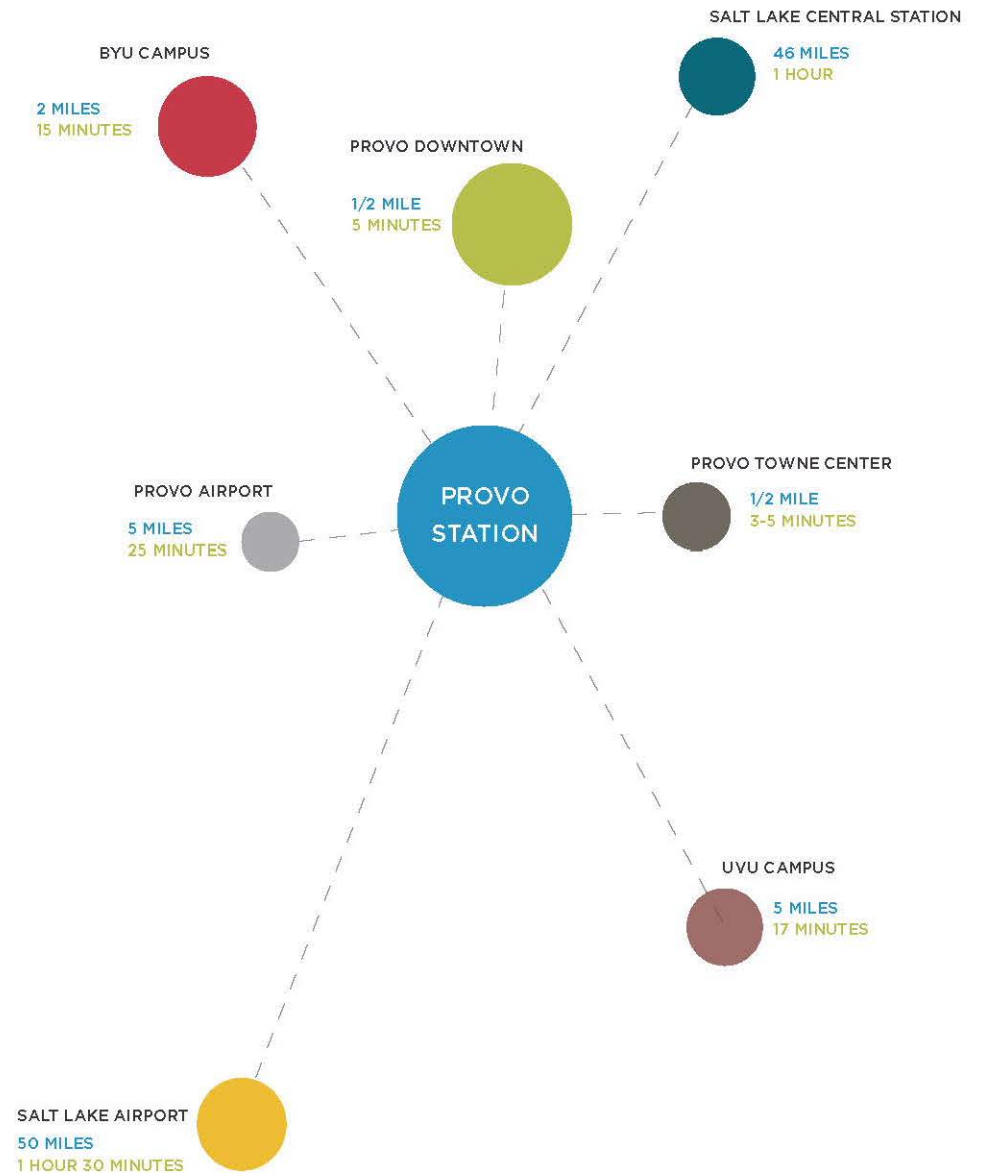 SALT LAKE CENTRAL STATION
46 MILES
1 HOUR
BYU CAMPUS
2 MILES
15 MINUTES
PROVO DOWNTOWN
1/2 MILE
5 MINUTES
PROVO TOWNE CENTER
1/2 MILE
3-5 MINUTES
PROVO AIRPORT
5 MILES
25 MINUTES
PROVO
STATION
UVU CAMPUS
5 MILES
17 MINUTES
SALT LAKE AIRPORT
50 MILES
1 HOUR 30 MINUTES